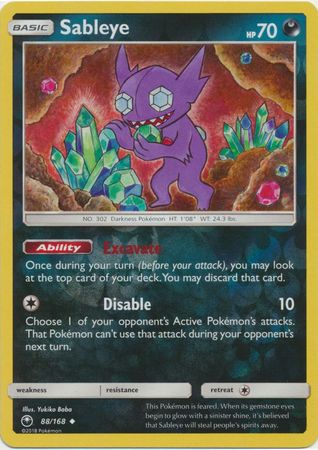 BASIC Sableye HP 70
NO. 302 Darkness Pokémon HT: 1'08" WT: 24.3 lbs.
Ability Excavate
Once during your turn (before your attack), you may look
at the top card of your deck. You may discard that card.
Disable 10
Choose 1 of your opponent's Active Pokémon's attacks.
That Pokémon can't use that attack during your opponent's
next turn.
weakness resistance retreat
Illus. Yukiko Baba
88/168
©2018 Pokémon
This Pokémon is feared. When its gemstone eyes
begin to glow with a sinister shine, it's believed
that Sableye will steal people's spirits away.